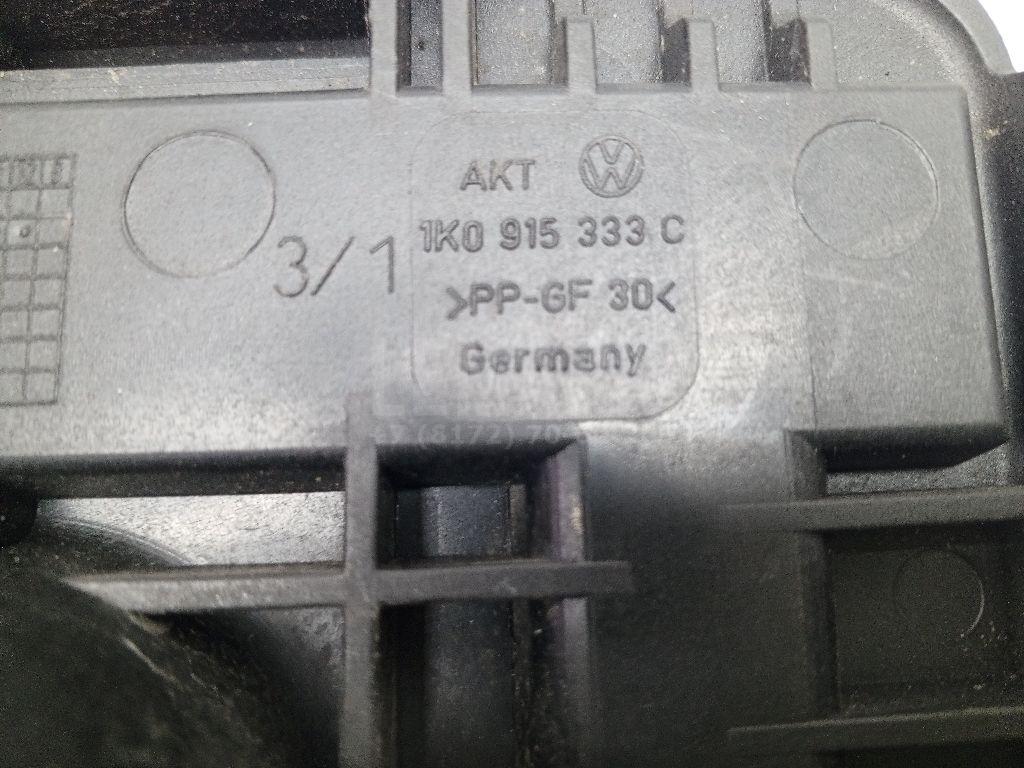 AKT
1K0 915 333 C
3/1
>PP-GF 30<
Germany